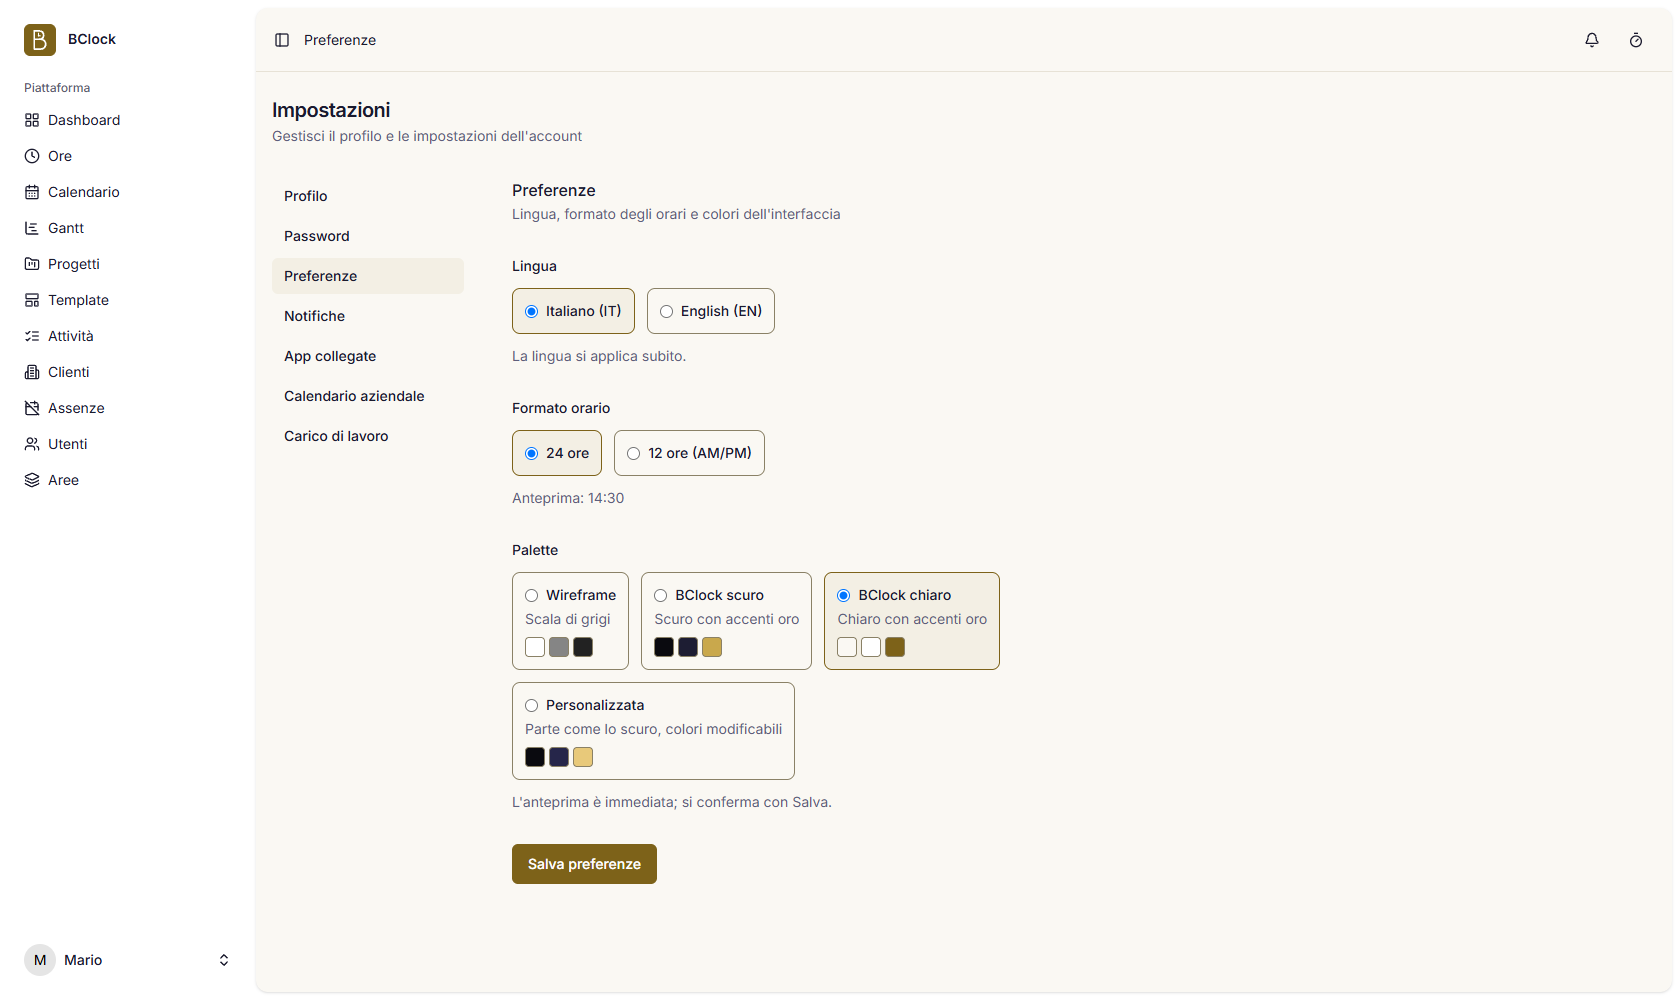 BClock
Piattaforma
Dashboard
Ore
Calendario
Gantt
Progetti
Template
Attività
Clienti
Assenze
Utenti
Aree
M Mario
Preferenze
Impostazioni
Gestisci il profilo e le impostazioni dell'account
Profilo
Password
Preferenze
Notifiche
App collegate
Calendario aziendale
Carico di lavoro
Preferenze
Lingua, formato degli orari e colori dell'interfaccia
Lingua
Italiano (IT) English (EN)
La lingua si applica subito.
Formato orario
24 ore 12 ore (AM/PM)
Anteprima: 14:30
Palette
Wireframe
Scala di grigi
BClock scuro
Scuro con accenti oro
BClock chiaro
Chiaro con accenti oro
Personalizzata
Parte come lo scuro, colori modificabili
L'anteprima è immediata; si conferma con Salva.
Salva preferenze